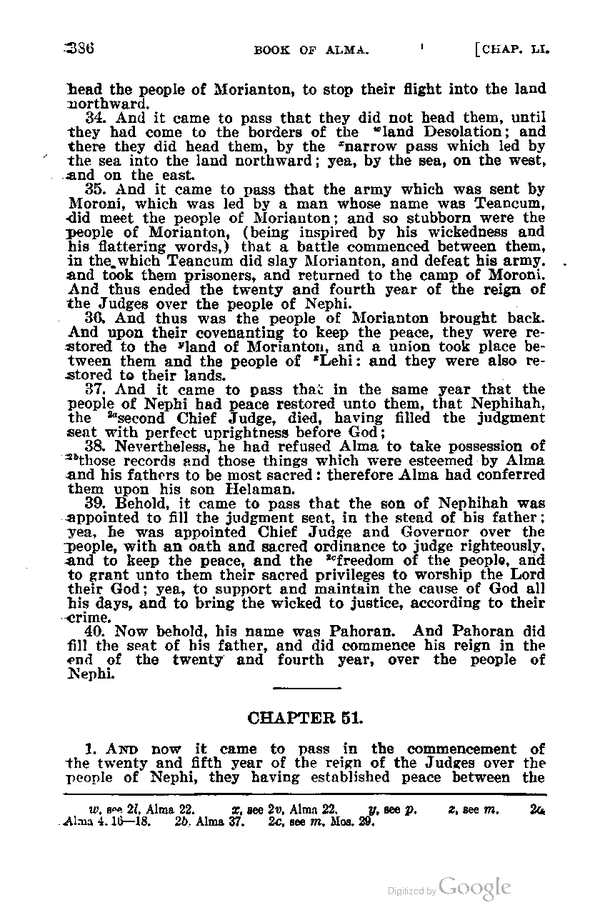 386 BOOK OF ALMA. [CHAP. LI.
head the people of Morianton, to stop their flight into the land
northward.
34. And it came to pass that they did not head them, until
they had come to the borders of the ʷland Desolation; and
there they did head them, by the ˣnarrow pass which led by
the sea into the land northward; yea, by the sea, on the west,
and on the east.
35. And it came to pass that the army which was sent by
Moroni, which was led by a man whose name was Teancum,
did meet the people of Morianton; and so stubborn were the
people of Morianton, (being inspired by his wickedness and
his flattering words,) that a battle commenced between them,
in the which Teancum did slay Morianton, and defeat his army.
and took them prisoners, and returned to the camp of Moroni.
And thus ended the twenty and fourth year of the reign of
the Judges over the people of Nephi.
36. And thus was the people of Morianton brought back.
And upon their covenanting to keep the peace, they were re-
stored to the ʸland of Morianton, and a union took place be-
tween them and the people of ᶻLehi: and they were also re-
stored to their lands.
37. And it came to pass that in the same year that the
people of Nephi had peace restored unto them, that Nephihah,
the ²ᵃsecond Chief Judge, died, having filled the judgment
seat with perfect uprightness before God;
38. Nevertheless, he had refused Alma to take possession of
²ᵇthose records and those things which were esteemed by Alma
and his fathers to be most sacred: therefore Alma had conferred
them upon his son Helaman.
39. Behold, it came to pass that the son of Nephihah was
appointed to fill the judgment seat, in the stead of his father;
yea, he was appointed Chief Judge and Governor over the
people, with an oath and sacred ordinance to judge righteously,
and to keep the peace, and the ²ᶜfreedom of the people, and
to grant unto them their sacred privileges to worship the Lord
their God; yea, to support and maintain the cause of God all
his days, and to bring the wicked to justice, according to their
crime.
40. Now behold, his name was Pahoran. And Pahoran did
fill the seat of his father, and did commence his reign in the
end of the twenty and fourth year, over the people of
Nephi.
CHAPTER 51.
1. AND now it came to pass in the commencement of
the twenty and fifth year of the reign of the Judges over the
people of Nephi, they having established peace between the
w, see 2l, Alma 22. x, see 2v, Alma 22. y, see p. z, see m. 2a,
Alma 4. 16—18. 2b. Alma 37. 2c, see m, Mos. 29.
Digitized by Google